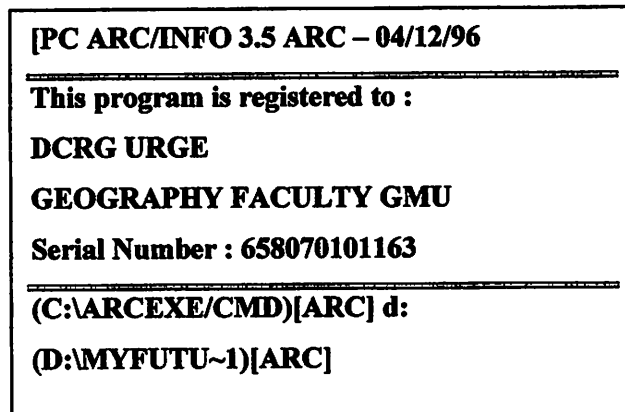 [PC ARC/INFO 3.5 ARC – 04/12/96
This program is registered to :
DCRG URGE
GEOGRAPHY FACULTY GMU
Serial Number : 658070101163
(C:\ARCEXE/CMD)[ARC] d:
(D:\MYFUTU~1)[ARC]